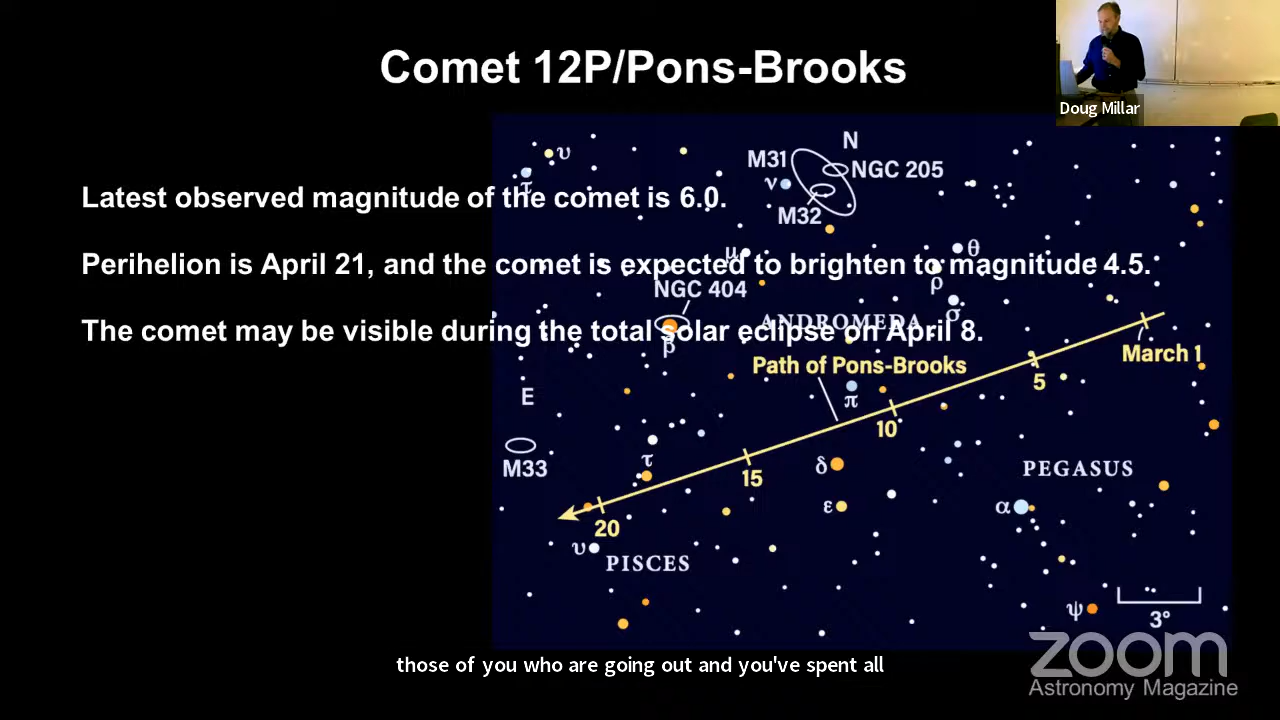 Comet 12P/Pons-Brooks
Doug Millar
Latest observed magnitude of the comet is 6.0.
Perihelion is April 21, and the comet is expected to brighten to magnitude 4.5.
The comet may be visible during the total solar eclipse on April 8.
υ
τ
M31
N
NGC 205
ν
M32
μ
θ
ρ
NGC 404
σ
β
ANDROMEDA
March 1
Path of Pons-Brooks
5
E
π
10
M33
τ
15
δ
PEGASUS
ε
α
20
υ
PISCES
ψ
3°
those of you who are going out and you've spent all
zoom
Astronomy Magazine